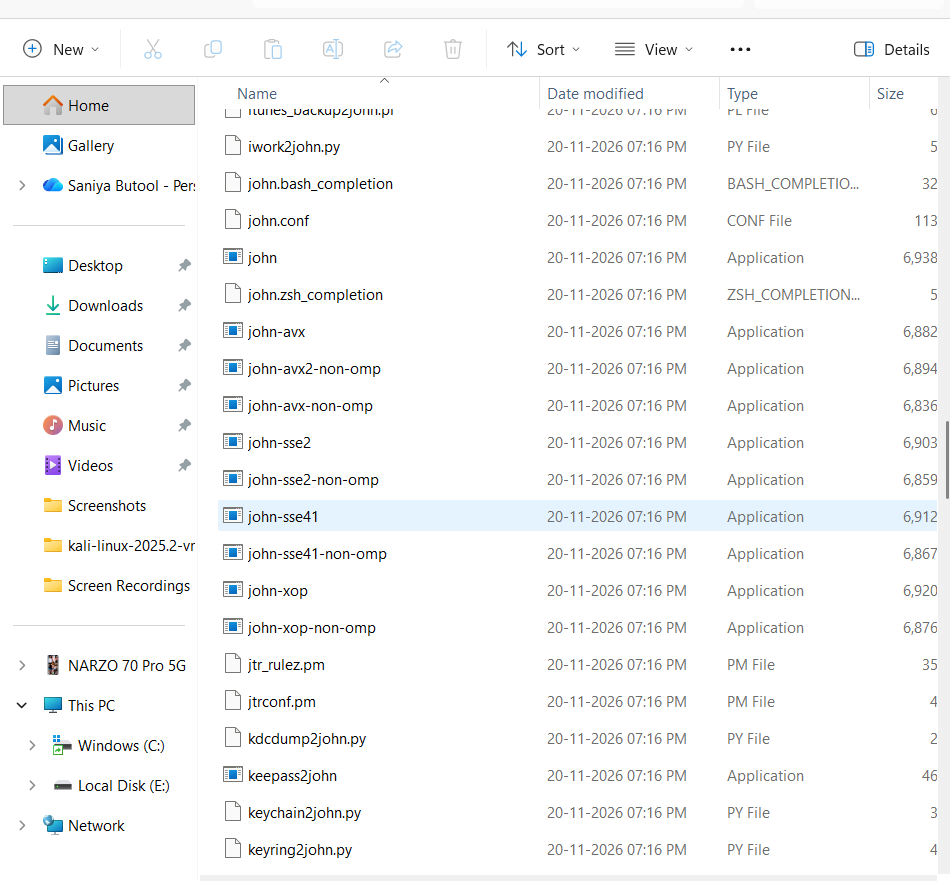 New Sort View ••• Details
Name Date modified Type Size
Home
Gallery
Saniya Butool - Pers
Desktop
Downloads
Documents
Pictures
Music
Videos
Screenshots
kali-linux-2025.2-vr
Screen Recordings
NARZO 70 Pro 5G
This PC
Windows (C:)
Local Disk (E:)
Network
itunes_backup2john.pl 20-11-2026 07:16 PM PL File 6
iwork2john.py 20-11-2026 07:16 PM PY File 5
john.bash_completion 20-11-2026 07:16 PM BASH_COMPLETIO... 32
john.conf 20-11-2026 07:16 PM CONF File 113
john 20-11-2026 07:16 PM Application 6,938
john.zsh_completion 20-11-2026 07:16 PM ZSH_COMPLETION... 5
john-avx 20-11-2026 07:16 PM Application 6,882
john-avx2-non-omp 20-11-2026 07:16 PM Application 6,894
john-avx-non-omp 20-11-2026 07:16 PM Application 6,836
john-sse2 20-11-2026 07:16 PM Application 6,903
john-sse2-non-omp 20-11-2026 07:16 PM Application 6,859
john-sse41 20-11-2026 07:16 PM Application 6,912
john-sse41-non-omp 20-11-2026 07:16 PM Application 6,867
john-xop 20-11-2026 07:16 PM Application 6,920
john-xop-non-omp 20-11-2026 07:16 PM Application 6,876
jtr_rulez.pm 20-11-2026 07:16 PM PM File 35
jtrconf.pm 20-11-2026 07:16 PM PM File 4
kdcdump2john.py 20-11-2026 07:16 PM PY File 2
keepass2john 20-11-2026 07:16 PM Application 46
keychain2john.py 20-11-2026 07:16 PM PY File 3
keyring2john.py 20-11-2026 07:16 PM PY File 4